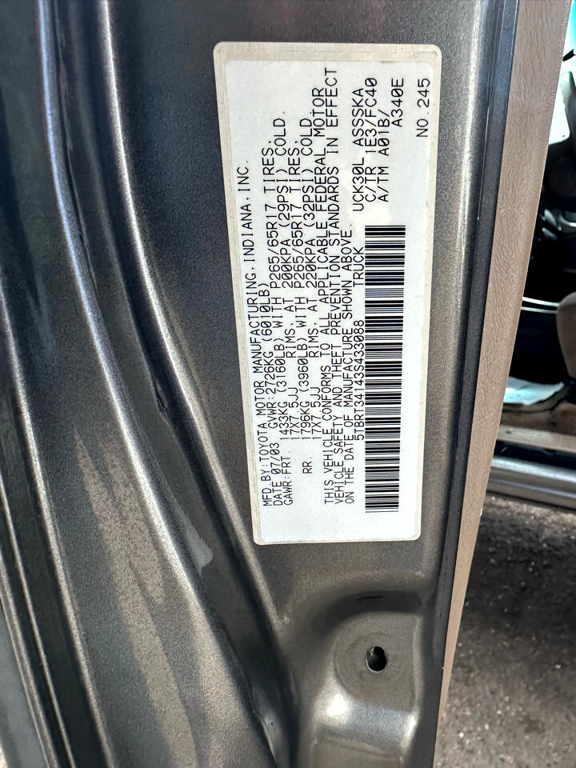 MFD.BY:TOYOTA MOTOR MANUFACTURING.INDIANA.INC.
DATE 07/03 GVWR:2726KG (6010LB)
GAWR:FRT. 1433KG (3160LB) WITH P265/65R17 TIRES.
17X7.5JJ RIMS. AT 200KPA (29PSI) COLD.
RR. 1796KG (3960LB) WITH P265/65R17 TIRES.
17X7.5JJ RIMS. AT 220KPA (32PSI) COLD.
THIS VEHICLE CONFORMS TO ALL APPLICABLE FEDERAL MOTOR
VEHICLE SAFETY AND THEFT PREVENTION STANDARDS IN EFFECT
ON THE DATE OF MANUFACTURE SHOWN ABOVE.
5TBRT34143S433088 TRUCK
UCK30L ASSSKA
C/TR 1E3/FC40
A/TM A01B/
A340E
NO.245